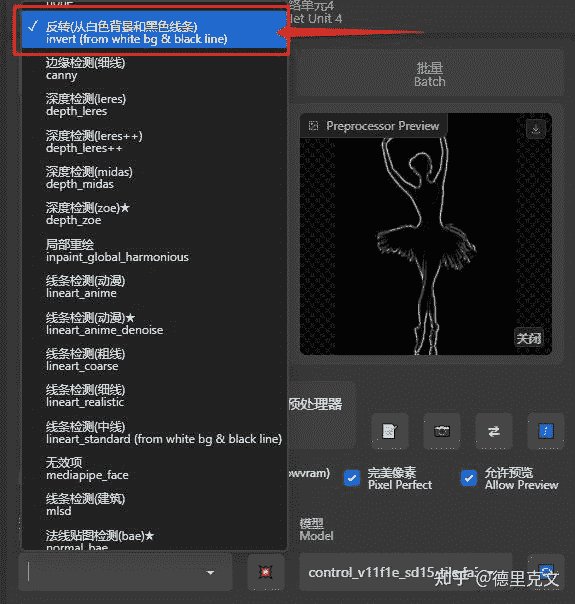 none
络单元4
let Unit 4
✓ 反转(从白色背景和黑色线条)
invert (from white bg & black line)
边缘检测(细线)
canny
深度检测(leres)
depth_leres
深度检测(leres++)
depth_leres++
深度检测(midas)
depth_midas
深度检测(zoe)★
depth_zoe
局部重绘
inpaint_global_harmonious
线条检测(动漫)
lineart_anime
线条检测(动漫)★
lineart_anime_denoise
线条检测(粗线)
lineart_coarse
线条检测(细线)
lineart_realistic
线条检测(中线)
lineart_standard (from white bg & black line)
无效项
mediapipe_face
线条检测(建筑)
mlsd
法线贴图检测(bae)★
normal_bae
批量
Batch
Preprocessor Preview
关闭
预处理器
owvram)
完美像素
Pixel Perfect
允许预览
Allow Preview
模型
Model
control_v11f1e_sd15_tile [a3
知乎 @德里克文